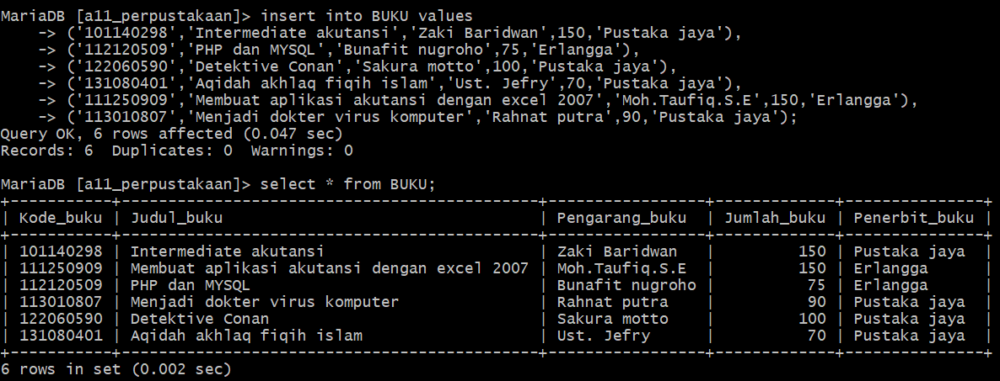 MariaDB [a11_perpustakaan]> insert into BUKU values
    -> ('101140298','Intermediate akutansi','Zaki Baridwan',150,'Pustaka jaya'),
    -> ('112120509','PHP dan MYSQL','Bunafit nugroho',75,'Erlangga'),
    -> ('122060590','Detektive Conan','Sakura motto',100,'Pustaka jaya'),
    -> ('131080401','Aqidah akhlaq fiqih islam','Ust. Jefry',70,'Pustaka jaya'),
    -> ('111250909','Membuat aplikasi akutansi dengan excel 2007','Moh.Taufiq.S.E',150,'Erlangga'),
    -> ('113010807','Menjadi dokter virus komputer','Rahnat putra',90,'Pustaka jaya');
Query OK, 6 rows affected (0.047 sec)
Records: 6  Duplicates: 0  Warnings: 0

MariaDB [a11_perpustakaan]> select * from BUKU;
+-----------+--------------------------------------------+-----------------+-------------+---------------+
| Kode_buku | Judul_buku                                 | Pengarang_buku  | Jumlah_buku | Penerbit_buku |
+-----------+--------------------------------------------+-----------------+-------------+---------------+
| 101140298 | Intermediate akutansi                      | Zaki Baridwan   |         150 | Pustaka jaya  |
| 111250909 | Membuat aplikasi akutansi dengan excel 2007 | Moh.Taufiq.S.E  |         150 | Erlangga      |
| 112120509 | PHP dan MYSQL                              | Bunafit nugroho |          75 | Erlangga      |
| 113010807 | Menjadi dokter virus komputer              | Rahnat putra    |          90 | Pustaka jaya  |
| 122060590 | Detektive Conan                            | Sakura motto    |         100 | Pustaka jaya  |
| 131080401 | Aqidah akhlaq fiqih islam                  | Ust. Jefry      |          70 | Pustaka jaya  |
+-----------+--------------------------------------------+-----------------+-------------+---------------+
6 rows in set (0.002 sec)